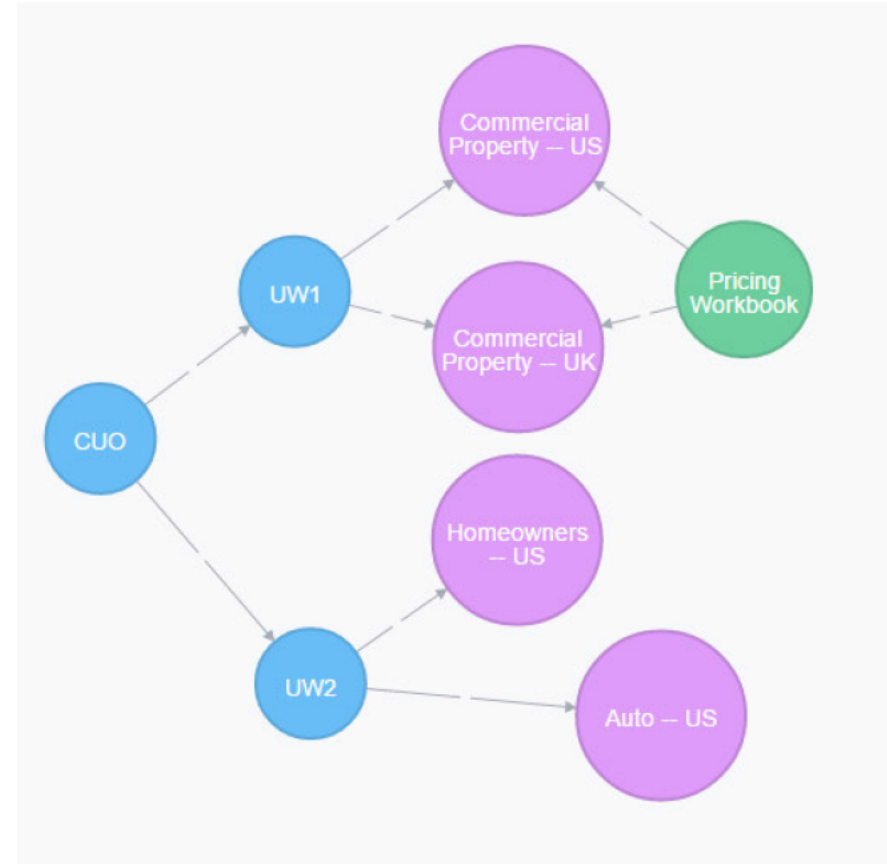 Commercial
Property -- US
UW1
Pricing
Workbook
Commercial
Property -- UK
CUO
Homeowners
-- US
UW2
Auto -- US